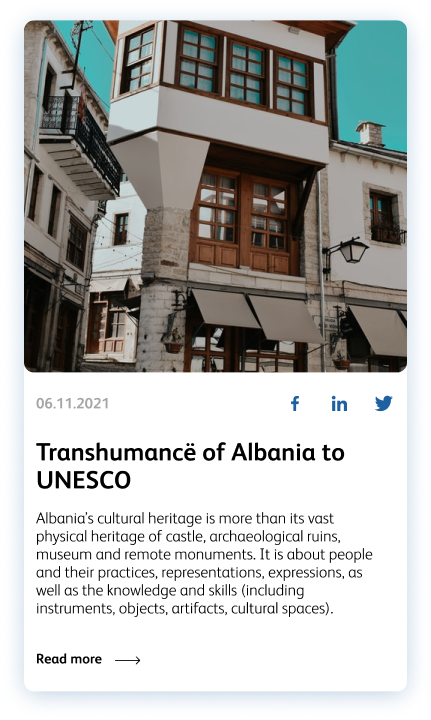 06.11.2021
Transhumancë of Albania to
UNESCO
Albania's cultural heritage is more than its vast
physical heritage of castle, archaeological ruins,
museum and remote monuments. It is about people
and their practices, representations, expressions, as
well as the knowledge and skills (including
instruments, objects, artifacts, cultural spaces).
Read more